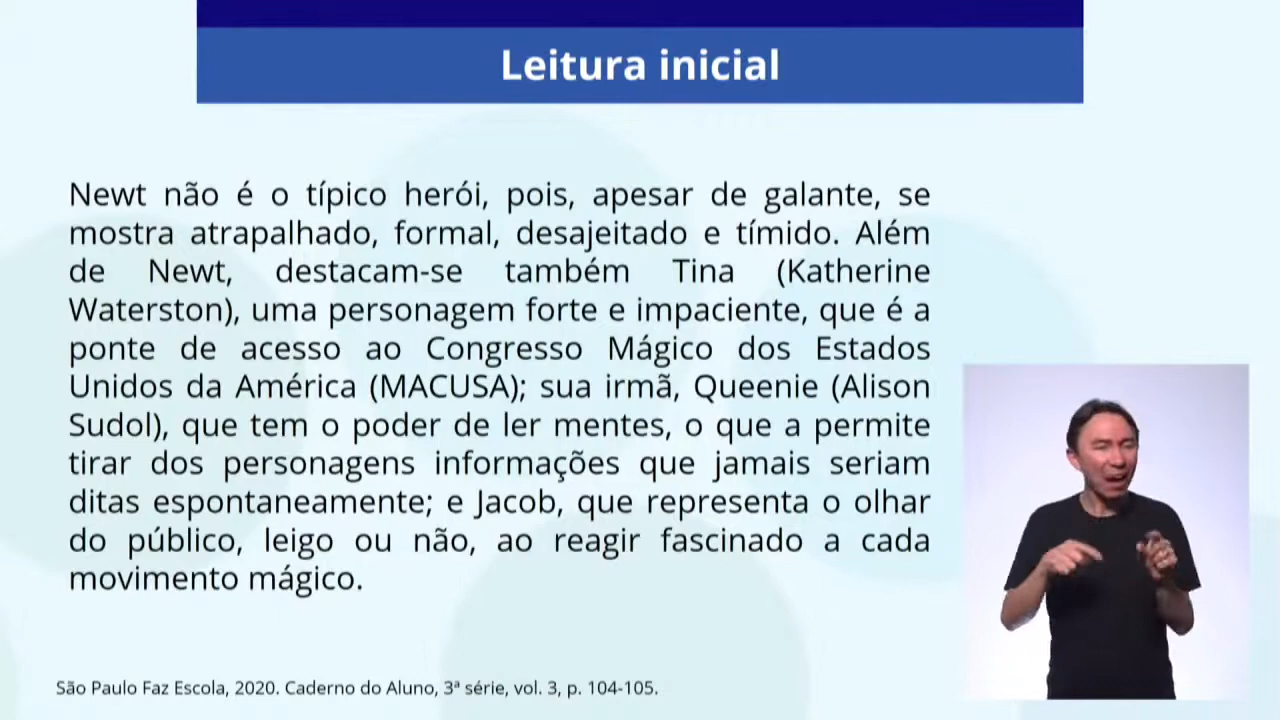 Leitura inicial
Newt não é o típico herói, pois, apesar de galante, se
mostra atrapalhado, formal, desajeitado e tímido. Além
de Newt, destacam-se também Tina (Katherine
Waterston), uma personagem forte e impaciente, que é a
ponte de acesso ao Congresso Mágico dos Estados
Unidos da América (MACUSA); sua irmã, Queenie (Alison
Sudol), que tem o poder de ler mentes, o que a permite
tirar dos personagens informações que jamais seriam
ditas espontaneamente; e Jacob, que representa o olhar
do público, leigo ou não, ao reagir fascinado a cada
movimento mágico.
São Paulo Faz Escola, 2020. Caderno do Aluno, 3ª série, vol. 3, p. 104-105.